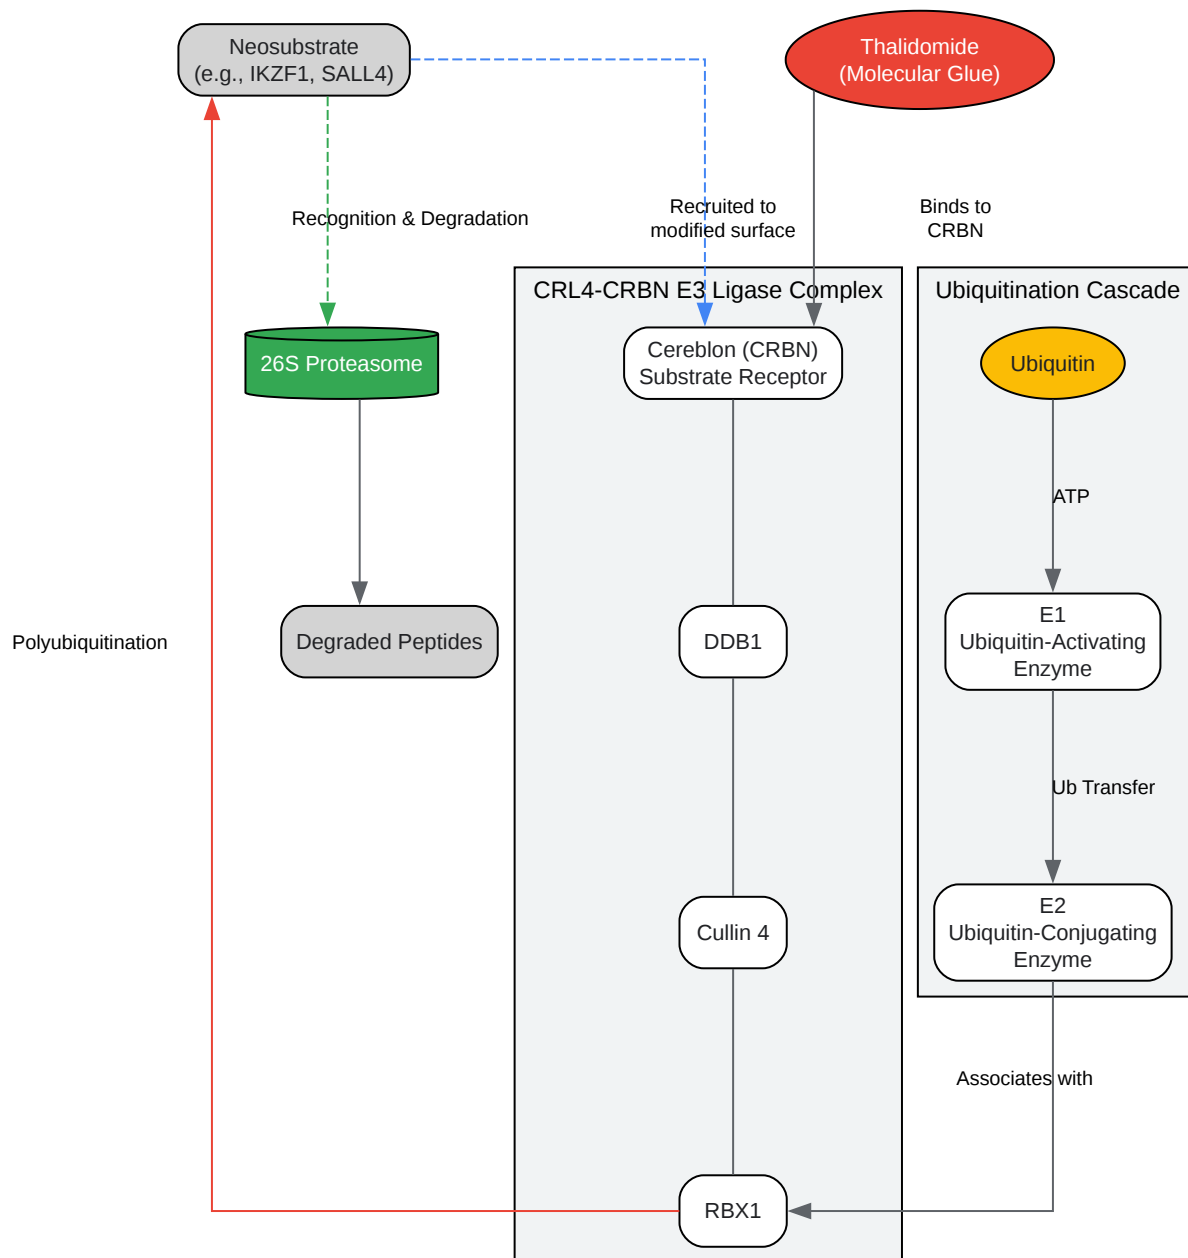 Neosubstrate
(e.g., IKZF1, SALL4)
Thalidomide
(Molecular Glue)
Recognition & Degradation
Recruited to
modified surface
Binds to
CRBN
CRL4-CRBN E3 Ligase Complex
Ubiquitination Cascade
26S Proteasome
Cereblon (CRBN)
Substrate Receptor
Ubiquitin
ATP
Polyubiquitination
Degraded Peptides
DDB1
E1
Ubiquitin-Activating
Enzyme
Ub Transfer
Cullin 4
E2
Ubiquitin-Conjugating
Enzyme
Associates with
RBX1